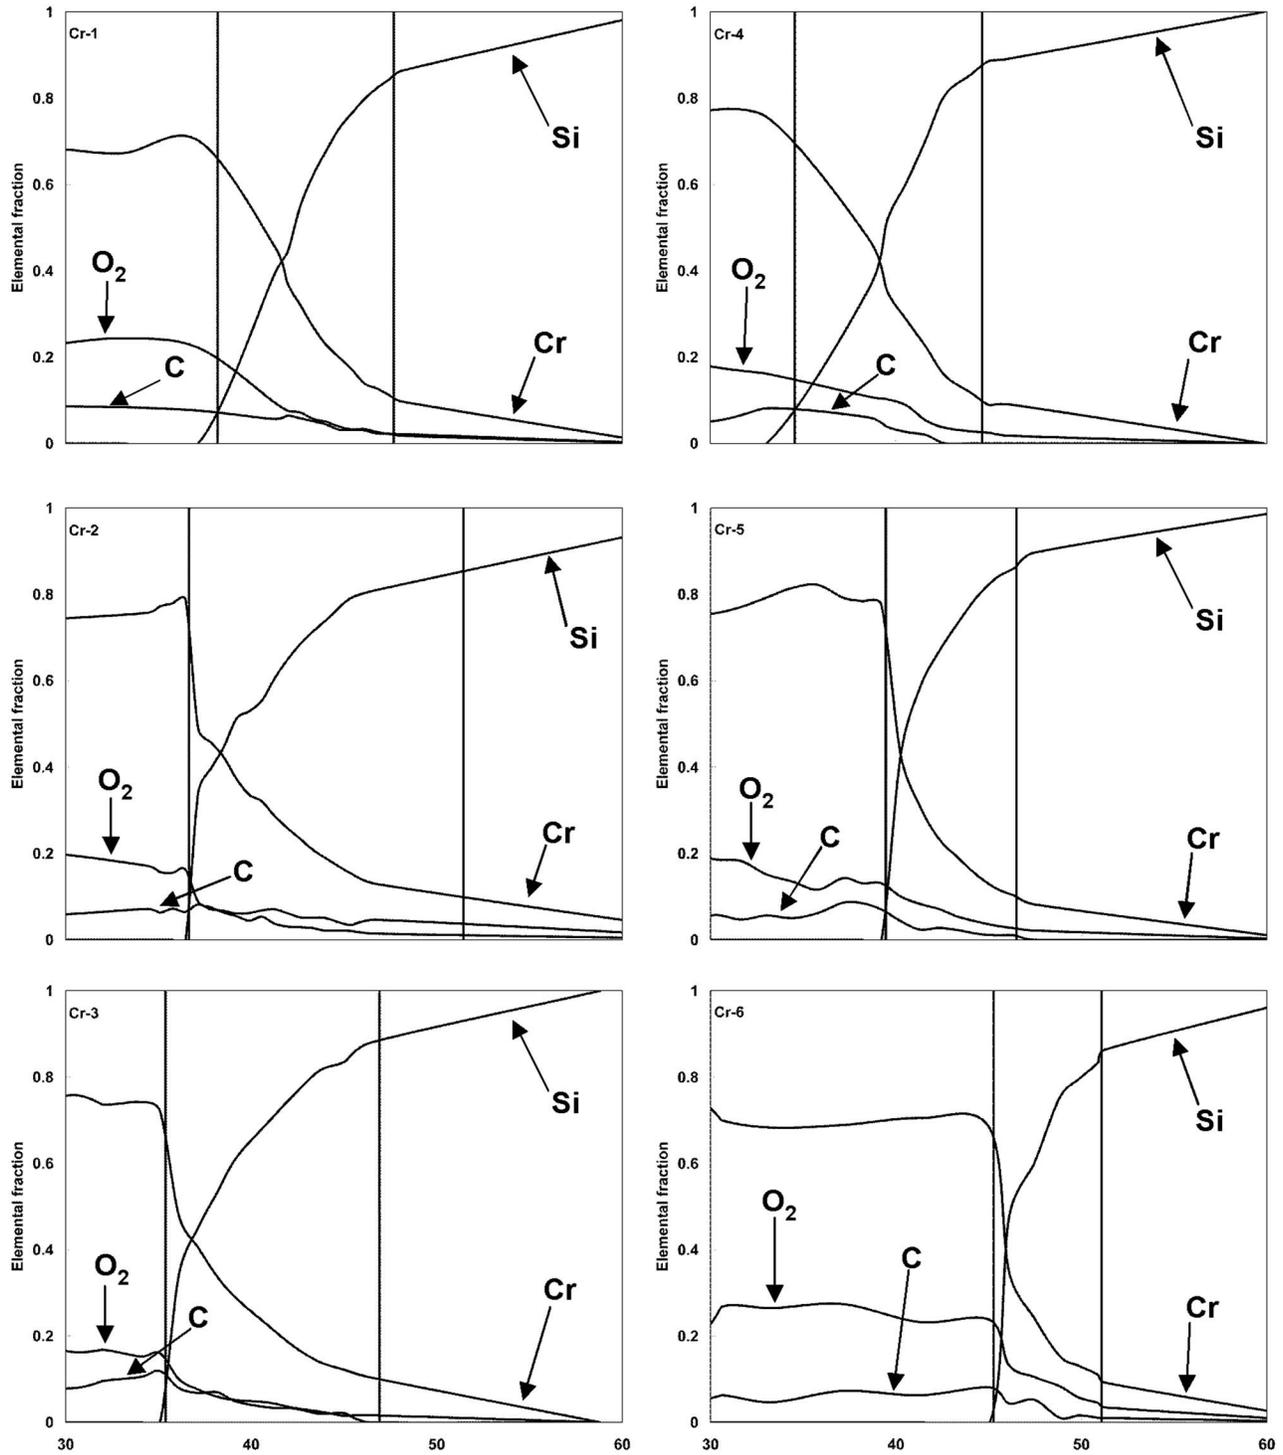 Cr-1
1
0.8
0.6
0.4
0.2
0
Elemental fraction
O2
C
Si
Cr
Cr-4
1
0.8
0.6
0.4
0.2
0
Elemental fraction
O2
C
Si
Cr
Cr-2
1
0.8
0.6
0.4
0.2
0
Elemental fraction
O2
C
Si
Cr
Cr-5
1
0.8
0.6
0.4
0.2
0
Elemental fraction
O2
C
Si
Cr
Cr-3
1
0.8
0.6
0.4
0.2
0
Elemental fraction
O2
C
Si
Cr
30 40 50 60
Cr-6
1
0.8
0.6
0.4
0.2
0
Elemental fraction
O2
C
Si
Cr
30 40 50 60